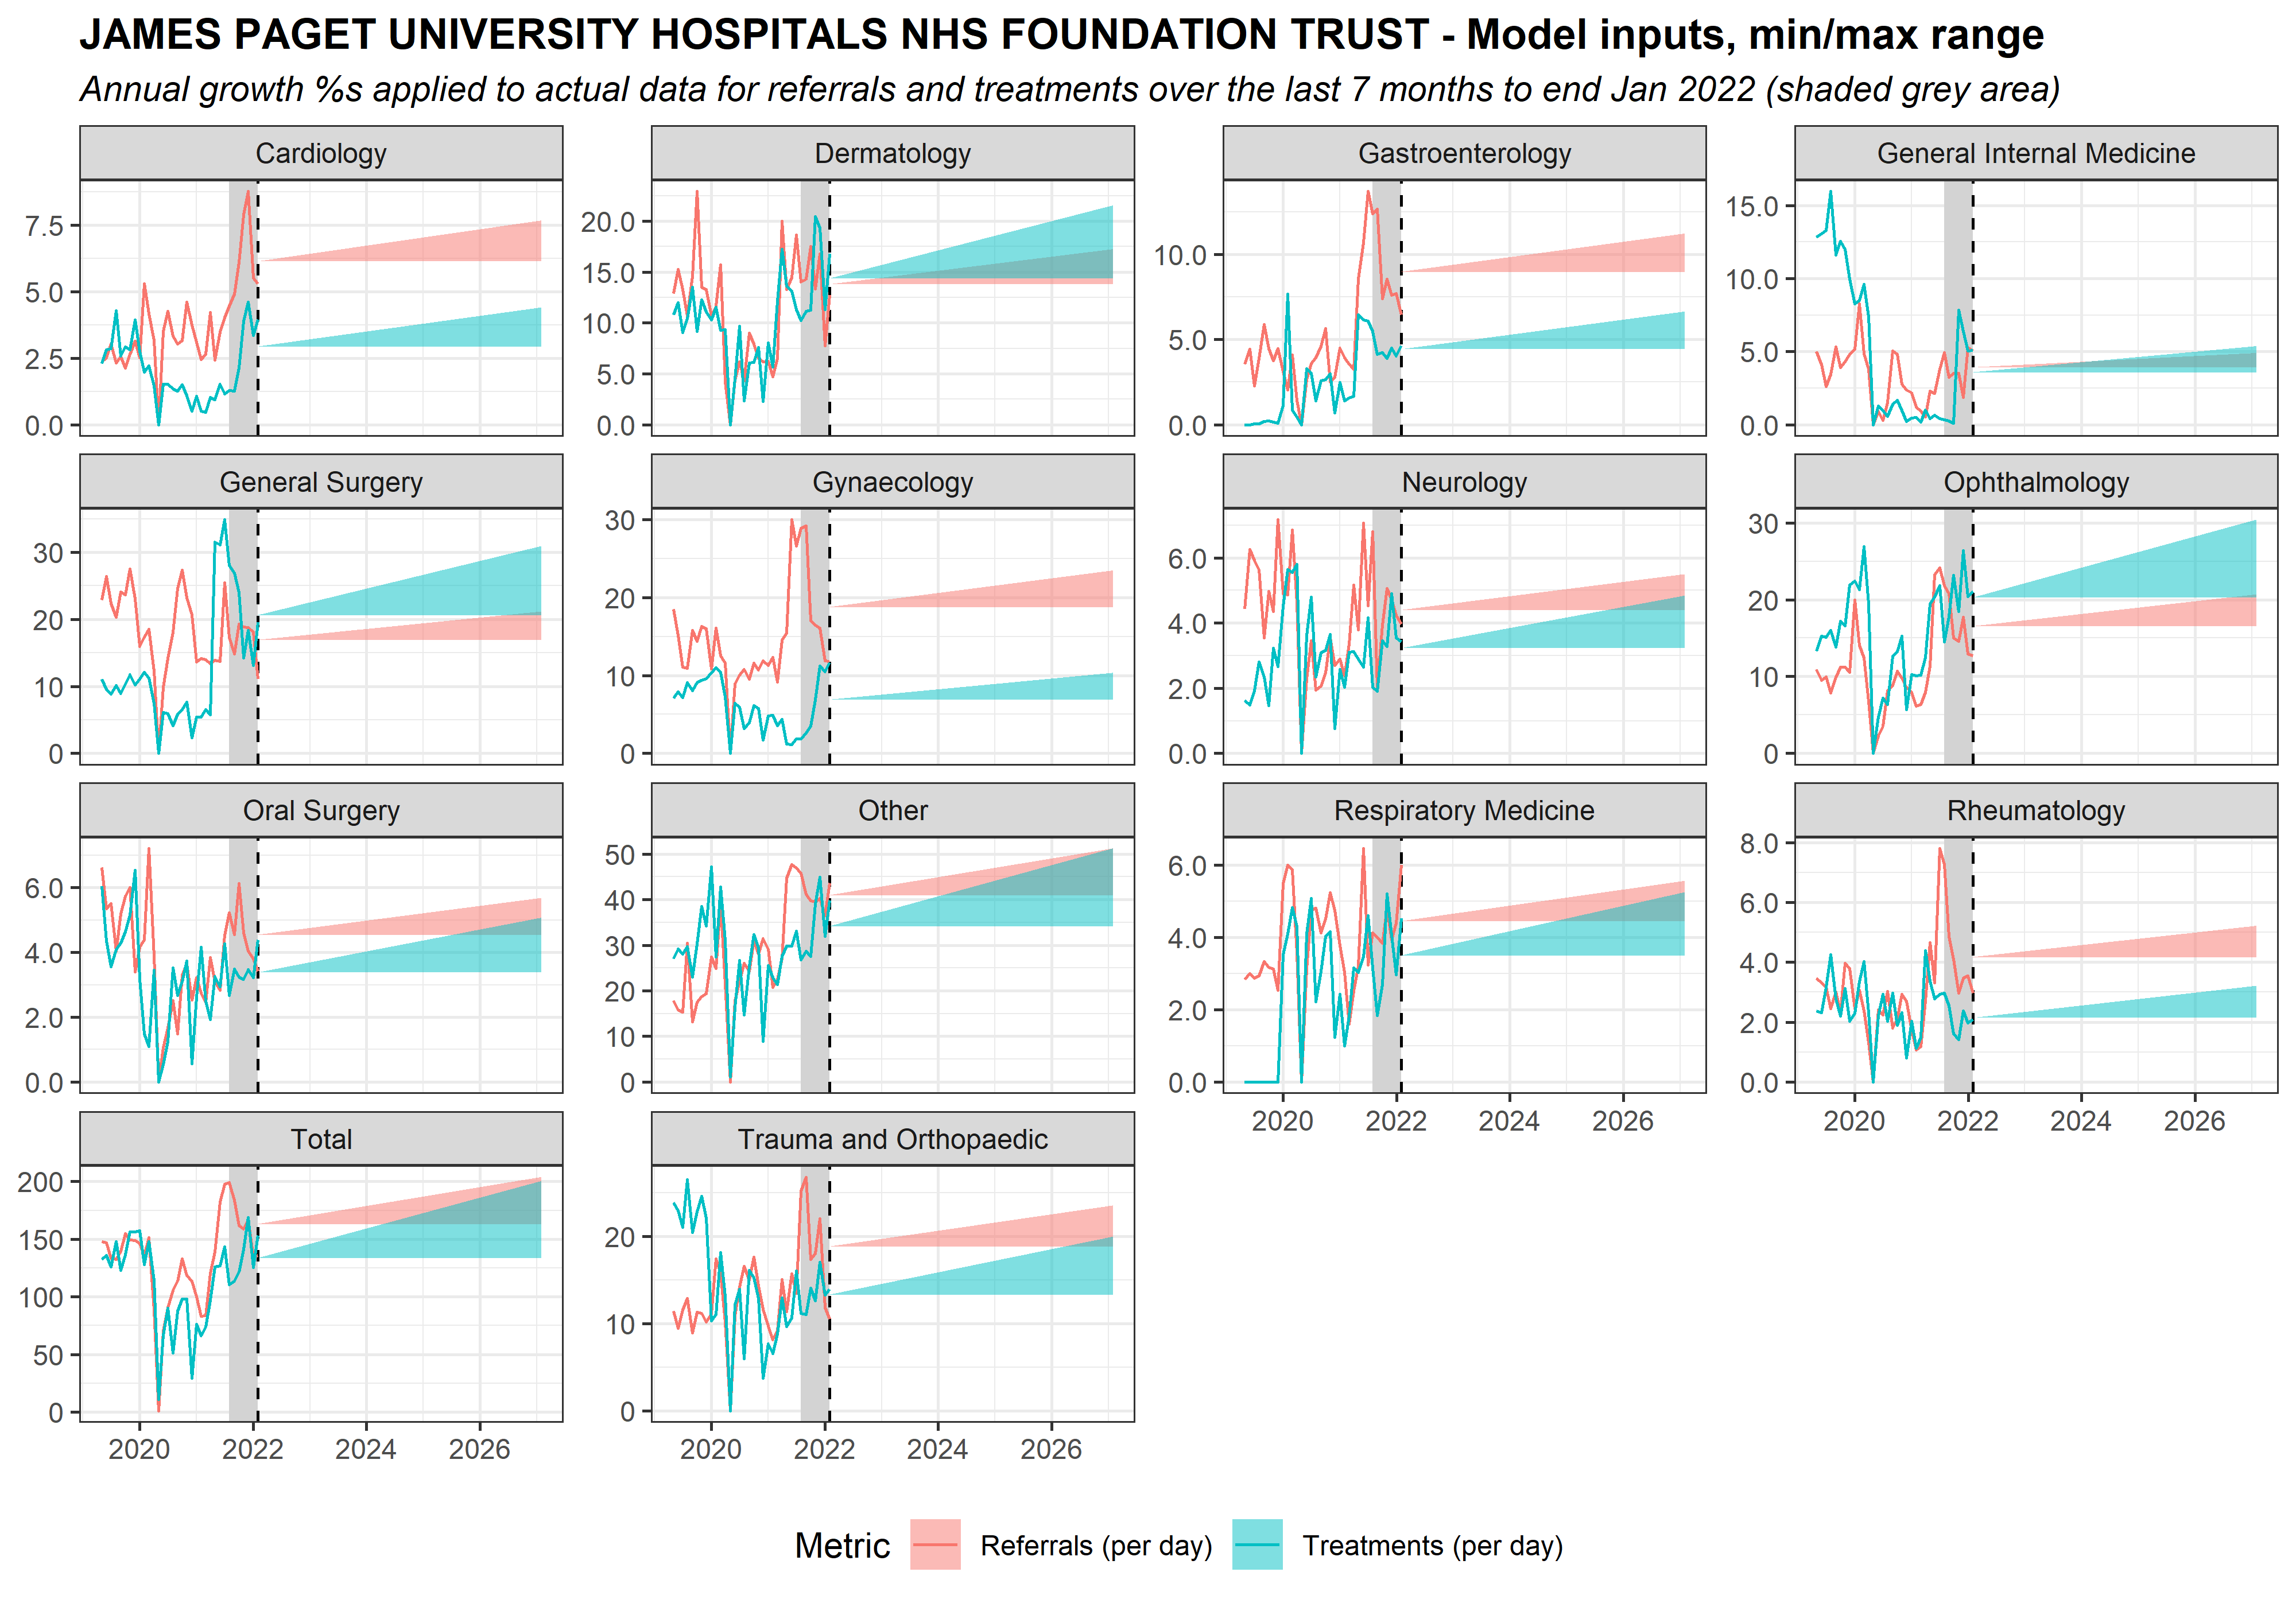 JAMES PAGET UNIVERSITY HOSPITALS NHS FOUNDATION TRUST - Model inputs, min/max range
Annual growth %s applied to actual data for referrals and treatments over the last 7 months to end Jan 2022 (shaded grey area)
Cardiology
7.5
5.0
2.5
0.0
Dermatology
20.0
15.0
10.0
5.0
0.0
Gastroenterology
10.0
5.0
0.0
General Internal Medicine
15.0
10.0
5.0
0.0
General Surgery
30
20
10
0
Gynaecology
30
20
10
0
Neurology
6.0
4.0
2.0
0.0
Ophthalmology
30
20
10
0
Oral Surgery
6.0
4.0
2.0
0.0
Other
50
40
30
20
10
0
Respiratory Medicine
6.0
4.0
2.0
0.0
2020 2022 2024 2026
Rheumatology
8.0
6.0
4.0
2.0
0.0
2020 2022 2024 2026
Total
200
150
100
50
0
2020 2022 2024 2026
Trauma and Orthopaedic
20
10
0
2020 2022 2024 2026
Metric Referrals (per day) Treatments (per day)